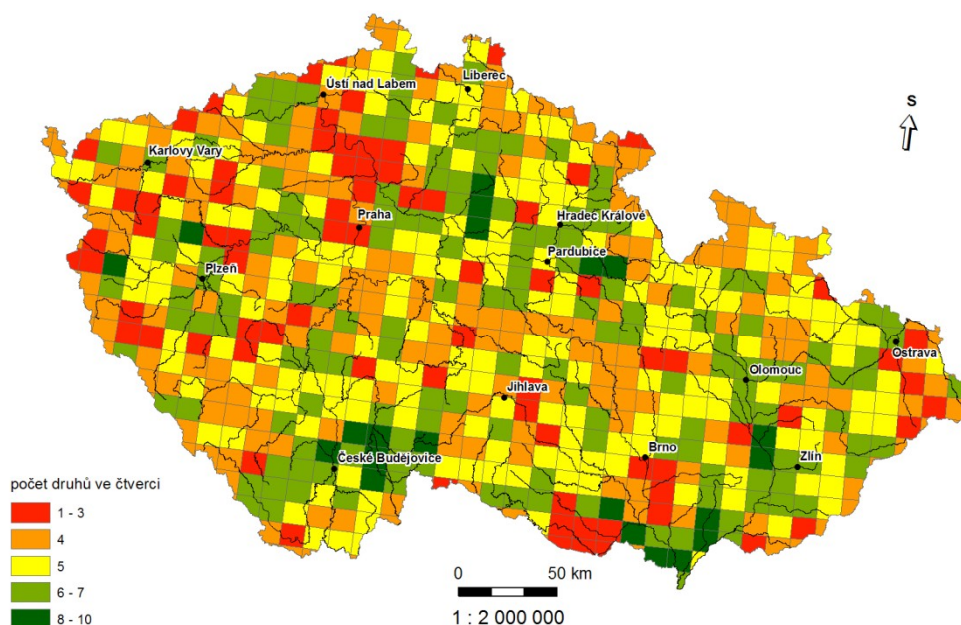 S
Liberec
Ústí nad Labem
Karlovy Vary
Praha
Hradec Králové
Pardubice
Plzeň
Ostrava
Olomouc
Jihlava
Brno
Zlín
České Budějovice
počet druhů ve čtverci
1 - 3
4
5
6 - 7
8 - 10
0 50 km
1 : 2 000 000